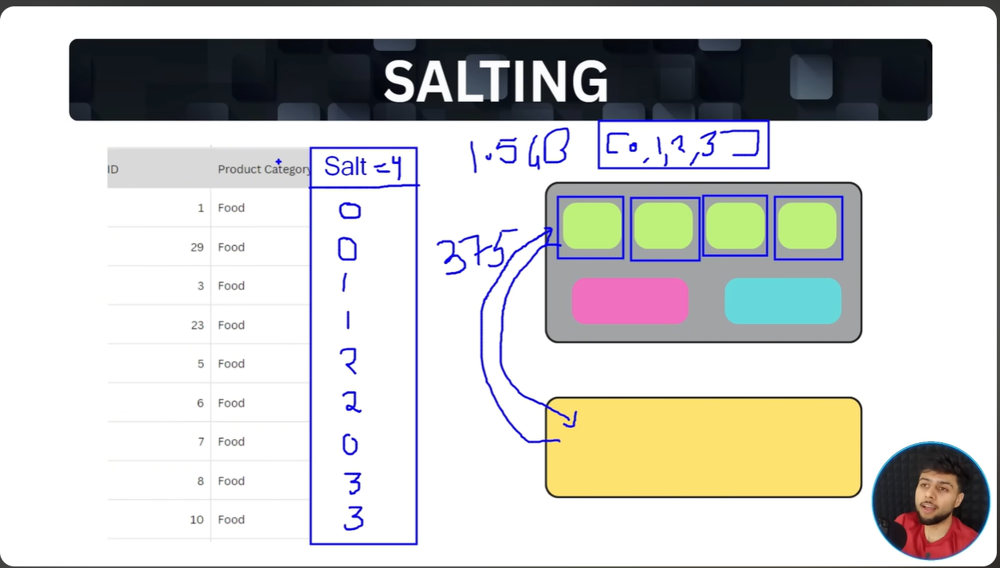 SALTING
1.5 GB [0,1,2,3]
ID Product Category Salt =4
1 Food 0
29 Food 0
3 Food 1
23 Food 1
5 Food 2
6 Food 2
7 Food 0
8 Food 3
10 Food 3
375